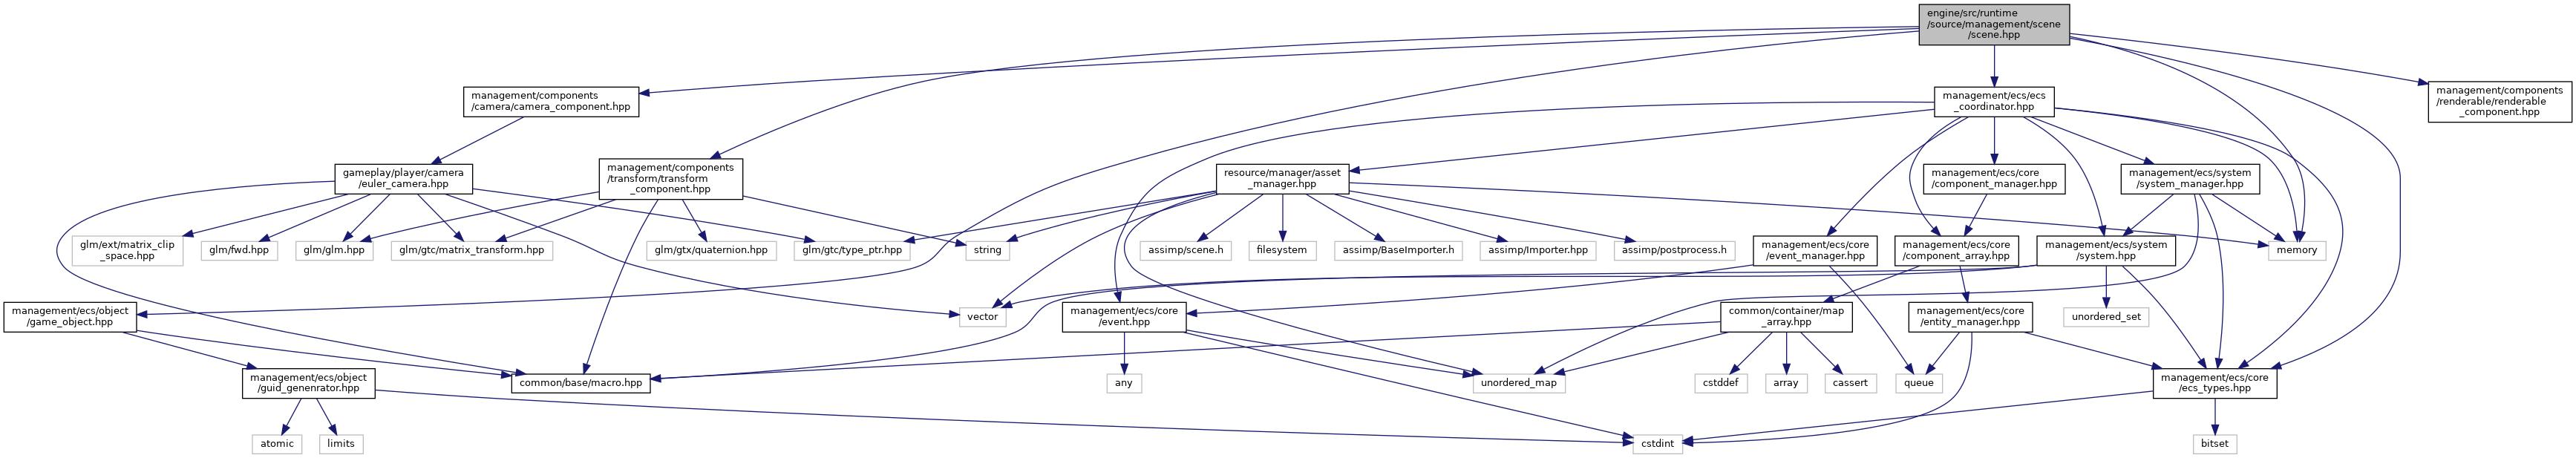 engine/src/runtime
/source/management/scene
/scene.hpp
management/components
/camera/camera_component.hpp
management/ecs/ecs
_coordinator.hpp
management/components
/renderable/renderable
_component.hpp
gameplay/player/camera
/euler_camera.hpp
management/components
/transform/transform
_component.hpp
resource/manager/asset
_manager.hpp
management/ecs/core
/component_manager.hpp
management/ecs/system
/system_manager.hpp
glm/ext/matrix_clip
_space.hpp
glm/fwd.hpp
glm/glm.hpp
glm/gtc/matrix_transform.hpp
glm/gtx/quaternion.hpp
glm/gtc/type_ptr.hpp
string
assimp/scene.h
filesystem
assimp/BaseImporter.h
assimp/Importer.hpp
assimp/postprocess.h
management/ecs/core
/event_manager.hpp
management/ecs/core
/component_array.hpp
management/ecs/system
/system.hpp
memory
management/ecs/object
/game_object.hpp
vector
management/ecs/core
/event.hpp
common/container/map
_array.hpp
management/ecs/core
/entity_manager.hpp
unordered_set
management/ecs/object
/guid_genenrator.hpp
common/base/macro.hpp
any
unordered_map
cstddef
array
cassert
queue
management/ecs/core
/ecs_types.hpp
atomic
limits
cstdint
bitset